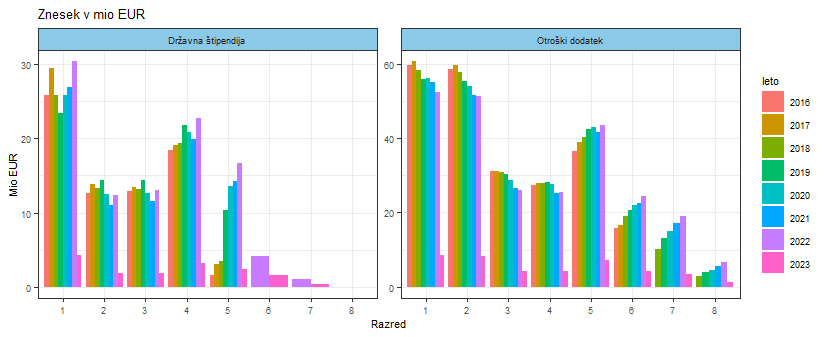 Znesek v mio EUR
Državna štipendija
Otroški dodatek
Mio EUR
30
20
10
0
60
40
20
0
1 2 3 4 5 6 7 8
1 2 3 4 5 6 7 8
Razred
leto
2016
2017
2018
2019
2020
2021
2022
2023